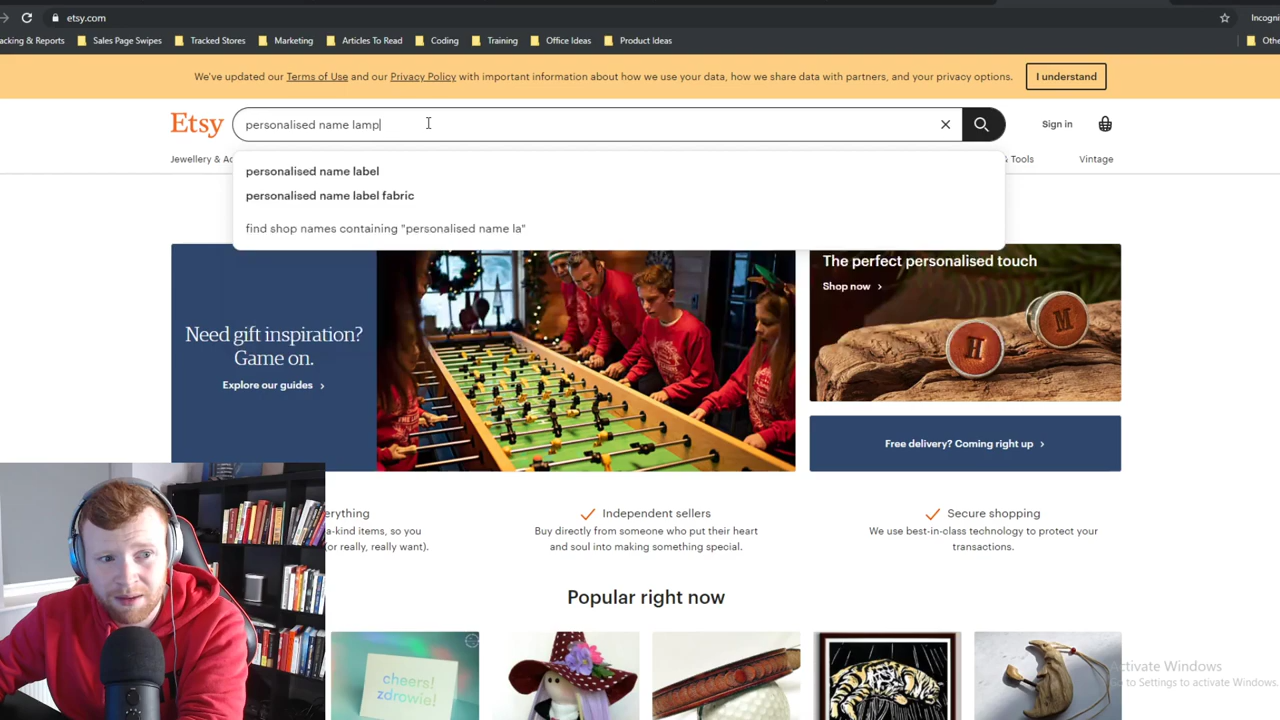 etsy.com
Incogni
acking & Reports
Sales Page Swipes
Tracked Stores
Marketing
Articles To Read
Coding
Training
Office Ideas
Product Ideas
Othe
We've updated our Terms of Use and our Privacy Policy with important information about how we use your data, how we share data with partners, and your privacy options.
I understand
Etsy
personalised name lamp
Sign in
Jewellery & Ac
& Tools
Vintage
personalised name label
personalised name label fabric
find shop names containing "personalised name la"
Need gift inspiration?
Game on.
Explore our guides
The perfect personalised touch
Shop now
H
M
Free delivery? Coming right up
erything
a-kind items, so you
(or really, really want).
Independent sellers
Buy directly from someone who put their heart
and soul into making something special.
Secure shopping
We use best-in-class technology to protect your
transactions.
Popular right now
cheers!
zdrowie!
Activate Windows
Go to Settings to activate Windows.